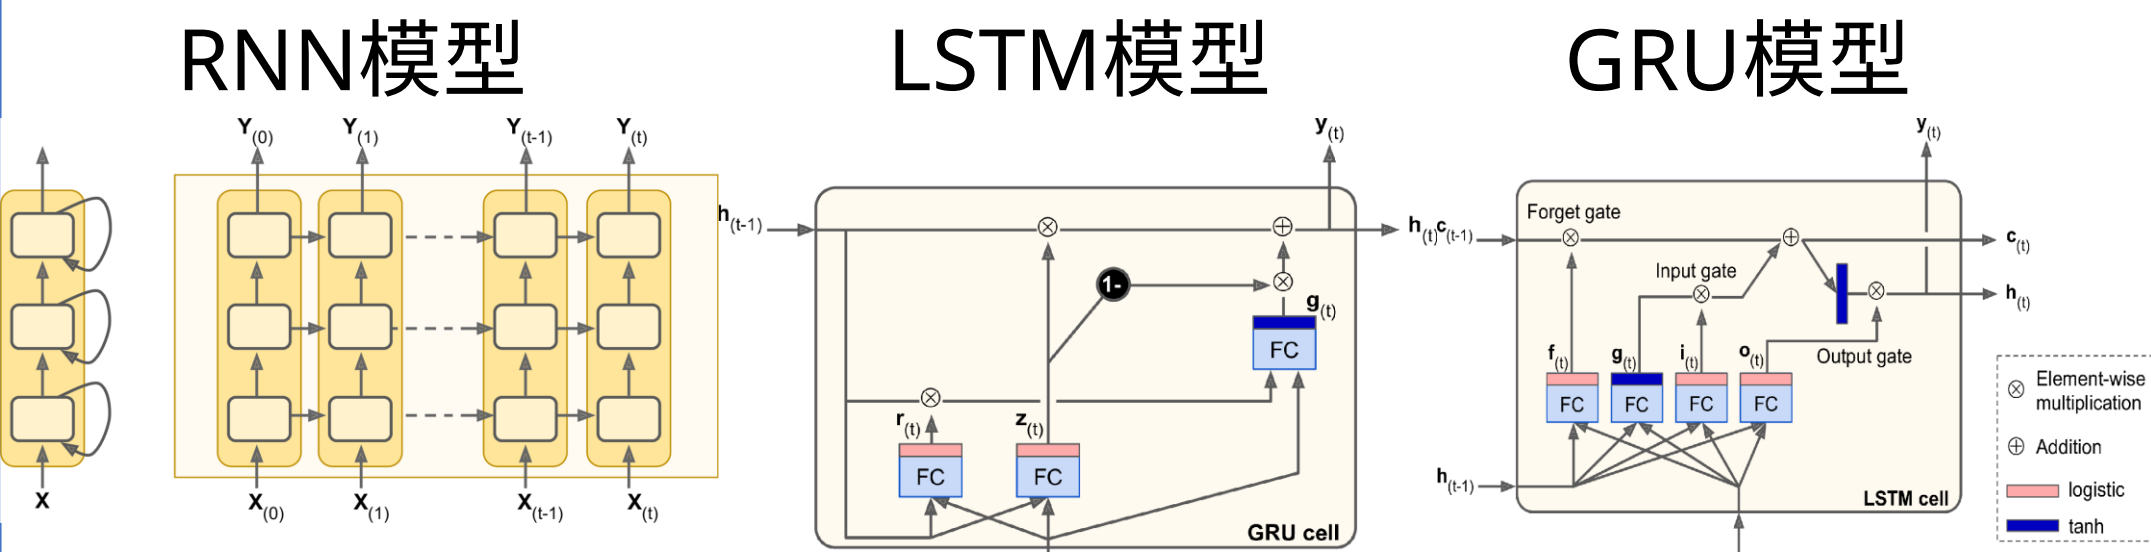 RNN模型
LSTM模型
GRU模型
Y(0)
Y(1)
Y(t-1)
Y(t)
X
X(0)
X(1)
X(t-1)
X(t)
y(t)
h(t-1)
h(t)
1-
g(t)
FC
r(t)
z(t)
FC
FC
GRU cell
y(t)
c(t-1)
Forget gate
c(t)
Input gate
h(t)
f(t)
g(t)
i(t)
o(t)
Output gate
FC
FC
FC
FC
h(t-1)
LSTM cell
Element-wise
multiplication
Addition
logistic
tanh